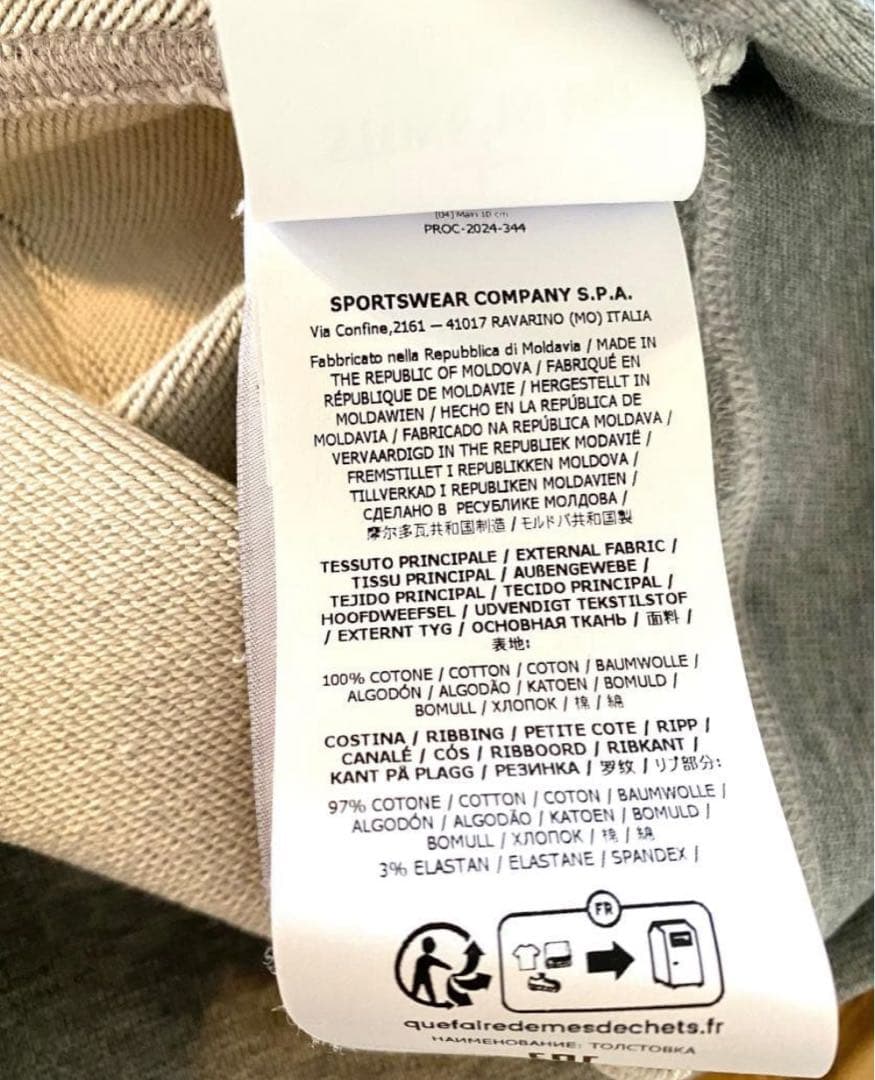 (04) Mavi 10 cm
PROC-2024-344
SPORTSWEAR COMPANY S.P.A.
Via Confine,2161 – 41017 RAVARINO (MO) ITALIA
Fabbricato nella Repubblica di Moldavia / MADE IN
THE REPUBLIC OF MOLDOVA / FABRIQUÉ EN
RÉPUBLIQUE DE MOLDAVIE / HERGESTELLT IN
MOLDAWIEN / HECHO EN LA REPÚBLICA DE
MOLDAVIA / FABRICADO NA REPÚBLICA MOLDAVA /
VERVAARDIGD IN THE REPUBLIEK MODAVIË /
FREMSTILLET I REPUBLIKKEN MOLDOVA /
TILLVERKAD I REPUBLIKEN MOLDAVIEN /
СДЕЛАНО В РЕСУБЛИКЕ МОЛДОВА /
摩尔多瓦共和国制造 / モルドバ共和国製
TESSUTO PRINCIPALE / EXTERNAL FABRIC /
TISSU PRINCIPAL / AUßENGEWEBE /
TEJIDO PRINCIPAL / TECIDO PRINCIPAL /
HOOFDWEEFSEL / UDVENDIGT TEKSTILSTOF
/ EXTERNT TYG / ОСНОВНАЯ ТКАНЬ / 面料 /
表地:
100% COTONE / COTTON / COTON / BAUMWOLLE /
ALGODÓN / ALGODÃO / KATOEN / BOMULD /
BOMULL / ХЛОПОК / 棉 / 綿
COSTINA / RIBBING / PETITE COTE / RIPP /
CANALÉ / CÓS / RIBBOORD / RIBKANT /
KANT PÅ PLAGG / РЕЗИНКА / 罗纹 / リブ部分:
97% COTONE / COTTON / COTON / BAUMWOLLE /
ALGODÓN / ALGODÃO / KATOEN / BOMULD /
BOMULL / ХЛОПОК / 棉 / 綿
3% ELASTAN / ELASTANE / SPANDEX /
FR
quefairedemesdechets.fr
НАИМЕНОВАНИЕ: ТОЛСТОВКА